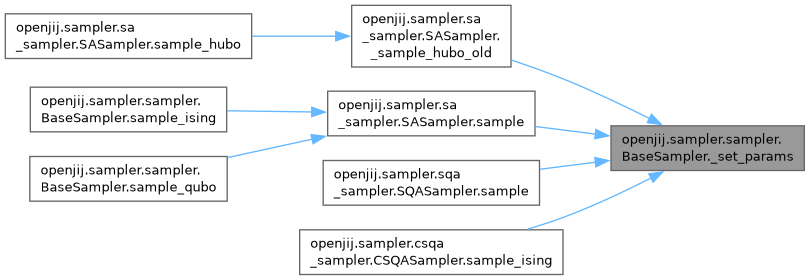 openjij.sampler.sa
_sampler.SASampler.sample_hubo
openjij.sampler.sa
_sampler.SASampler.
_sample_hubo_old
openjij.sampler.sampler.
BaseSampler.sample_ising
openjij.sampler.sa
_sampler.SASampler.sample
openjij.sampler.sampler.
BaseSampler._set_params
openjij.sampler.sampler.
BaseSampler.sample_qubo
openjij.sampler.sqa
_sampler.SQASampler.sample
openjij.sampler.csqa
_sampler.CSQASampler.sample_ising